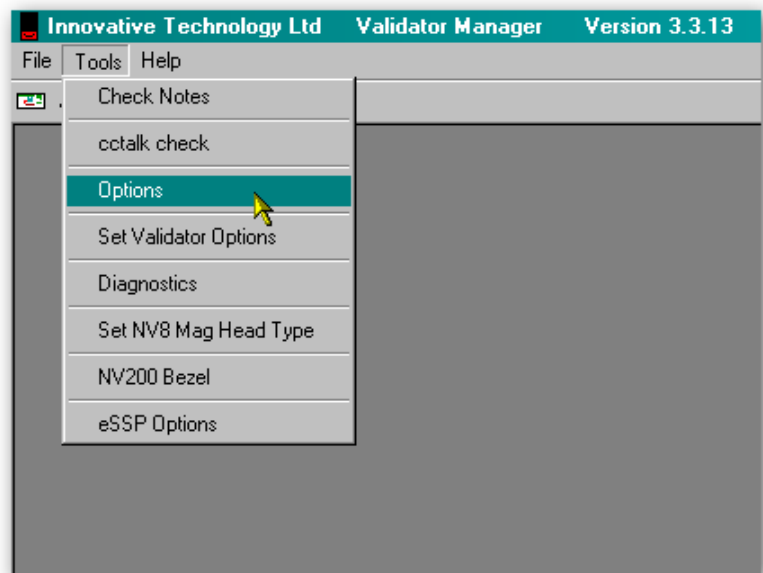 Innovative Technology Ltd Validator Manager Version 3.3.13
File Tools Help
Check Notes
cctalk check
Options
Set Validator Options
Diagnostics
Set NV8 Mag Head Type
NV200 Bezel
eSSP Options